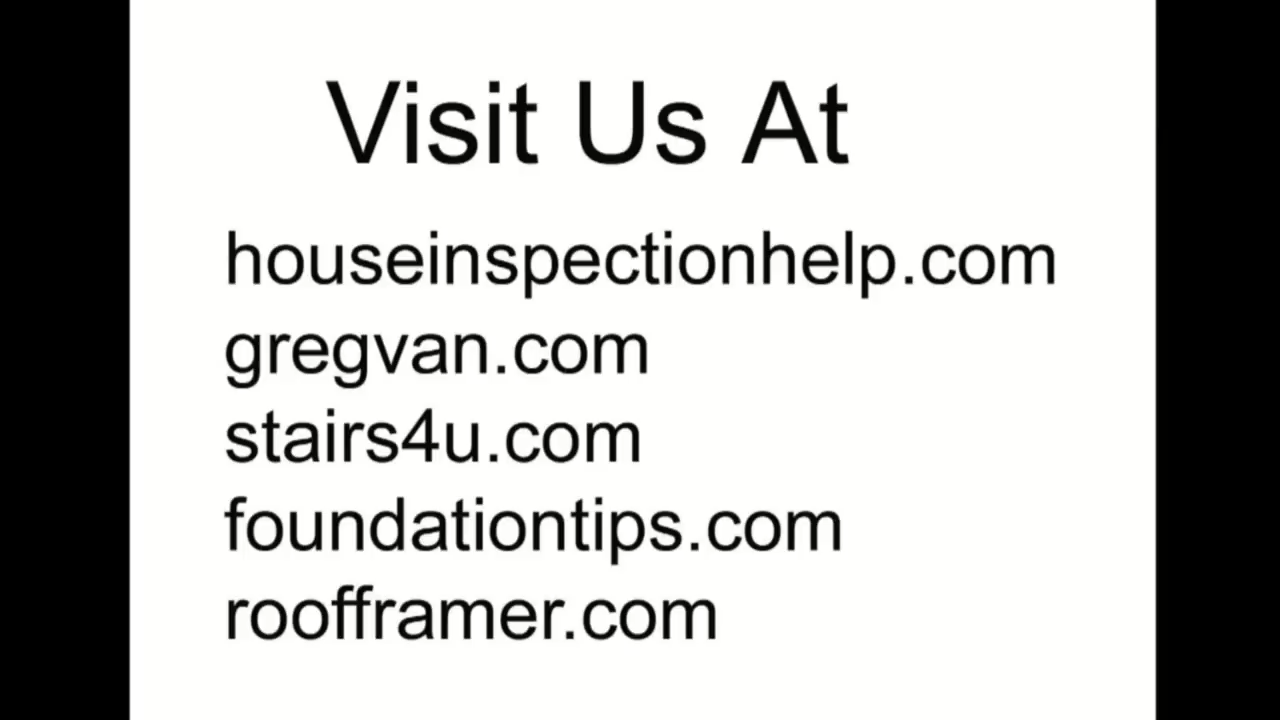 Visit Us At
houseinspectionhelp.com
gregvan.com
stairs4u.com
foundationtips.com
roofframer.com